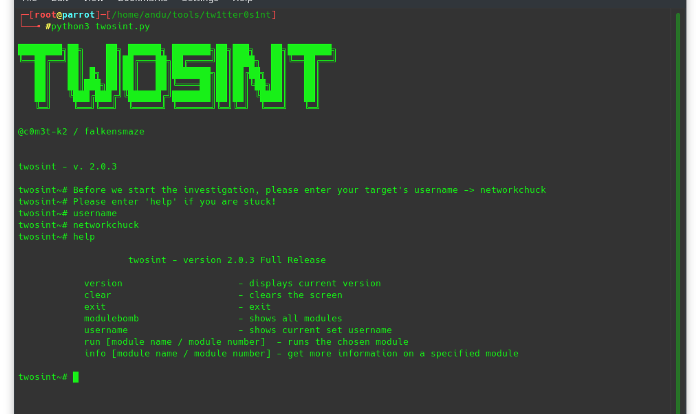 ┌─[root@parrot]─[/home/andu/tools/tw1tter0s1nt]
└──╼ #python3 twosint.py
TWOSINT
@c0m3t-k2 / falkensmaze
twosint - v. 2.0.3
twosint~# Before we start the investigation, please enter your target's username -> networkchuck
twosint~# Please enter 'help' if you are stuck!
twosint~# username
twosint~# networkchuck
twosint~# help
twosint - version 2.0.3 Full Release
version - displays current version
clear - clears the screen
exit - exit
modulebomb - shows all modules
username - shows current set username
run [module name / module number] - runs the chosen module
info [module name / module number] - get more information on a specified module
twosint~#